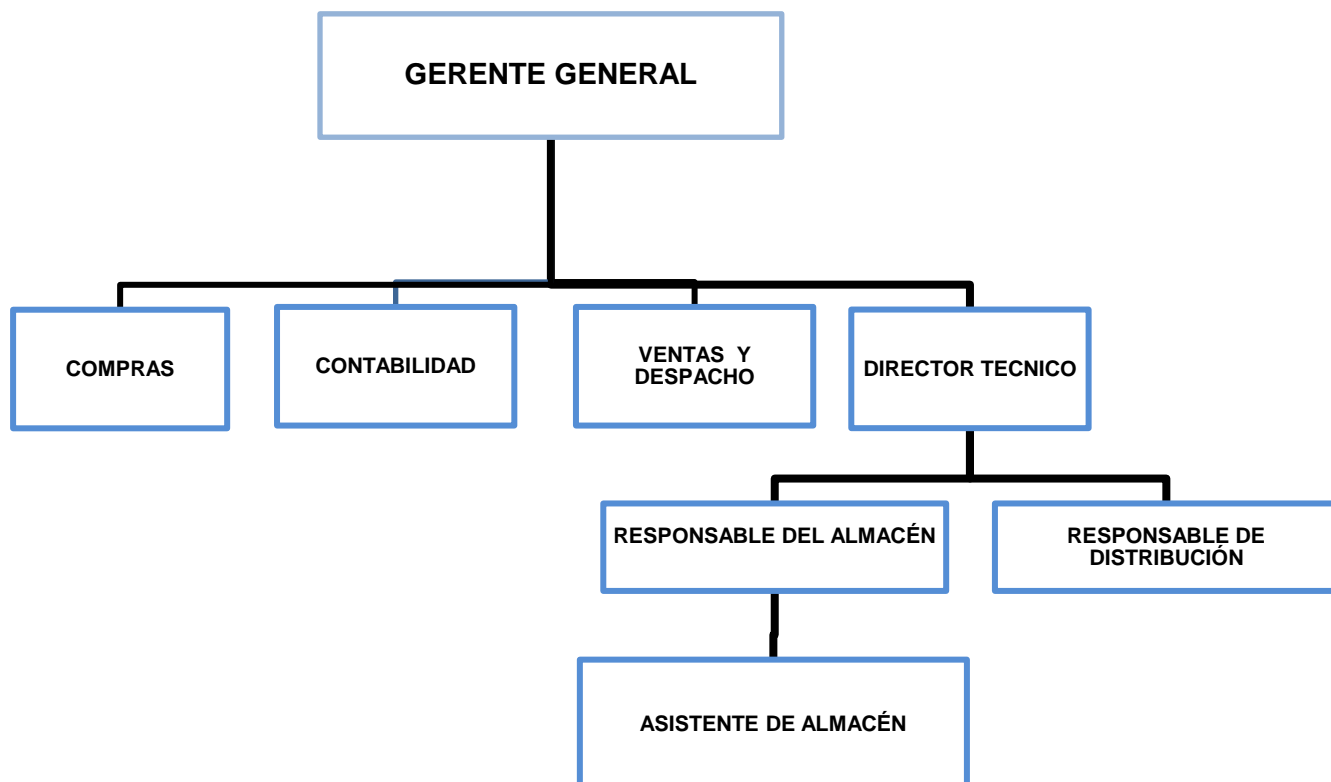 GERENTE GENERAL
COMPRAS
CONTABILIDAD
VENTAS Y
DESPACHO
DIRECTOR TECNICO
RESPONSABLE DEL ALMACÉN
RESPONSABLE DE
DISTRIBUCIÓN
ASISTENTE DE ALMACÉN